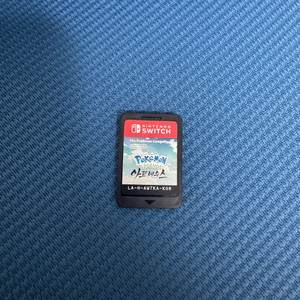 NINTENDO
SWITCH
The Pokémon Company
POKÉMON
LEGENDS
아르세우스
LA-H-AW7KA-KOR